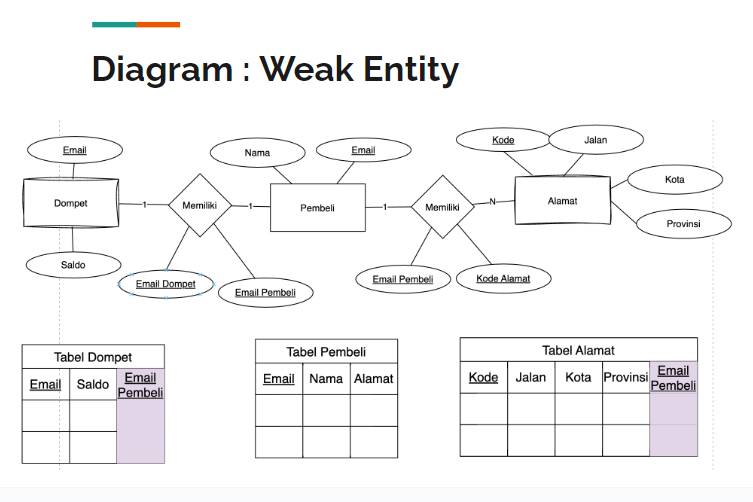 Diagram : Weak Entity
Email
Nama
Email
Kode
Jalan
Kota
Provinsi
Dompet
1
Memiliki
1
Pembeli
1
Memiliki
N
Alamat
Saldo
Email Dompet
Email Pembeli
Email Pembeli
Kode Alamat
Tabel Dompet
Email
Saldo
Email
Pembeli
Tabel Pembeli
Email
Nama
Alamat
Tabel Alamat
Kode
Jalan
Kota
Provinsi
Email
Pembeli